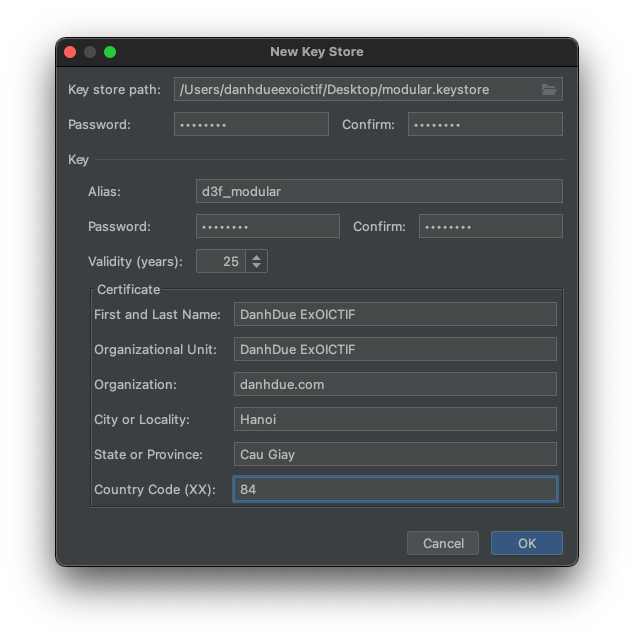 New Key Store
Key store path: /Users/danhdueexoictif/Desktop/modular.keystore
Password: •••••••• Confirm: ••••••••
Key
Alias: d3f_modular
Password: •••••••• Confirm: ••••••••
Validity (years): 25
Certificate
First and Last Name: DanhDue ExOICTIF
Organizational Unit: DanhDue ExOICTIF
Organization: danhdue.com
City or Locality: Hanoi
State or Province: Cau Giay
Country Code (XX): 84
Cancel OK